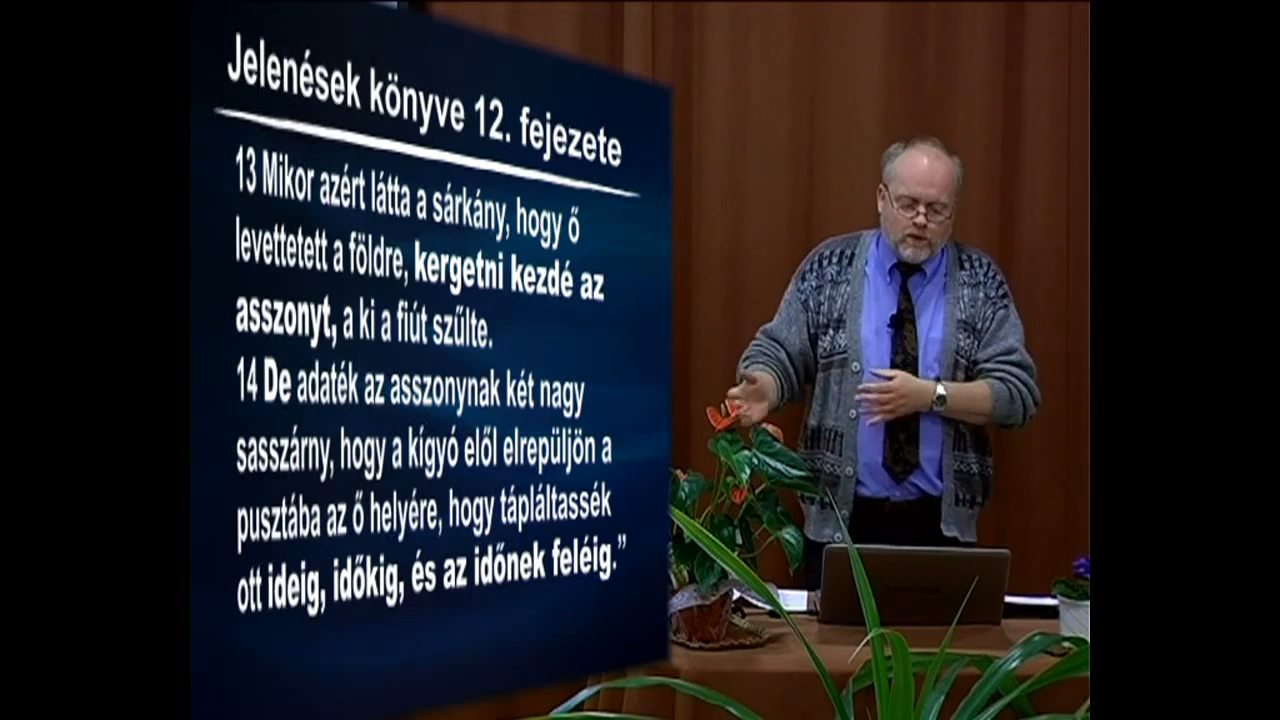 Jelenések könyve 12. fejezete
13 Mikor azért látta a sárkány, hogy ő
levettetett a földre, kergetni kezdé az
asszonyt, a ki a fiút szűlte.
14 De adaték az asszonynak két nagy
sasszárny, hogy a kígyó elől elrepűljön a
pusztába az ő helyére, hogy tápláltassék
ott ideig, időkig, és az időnek feléig.”